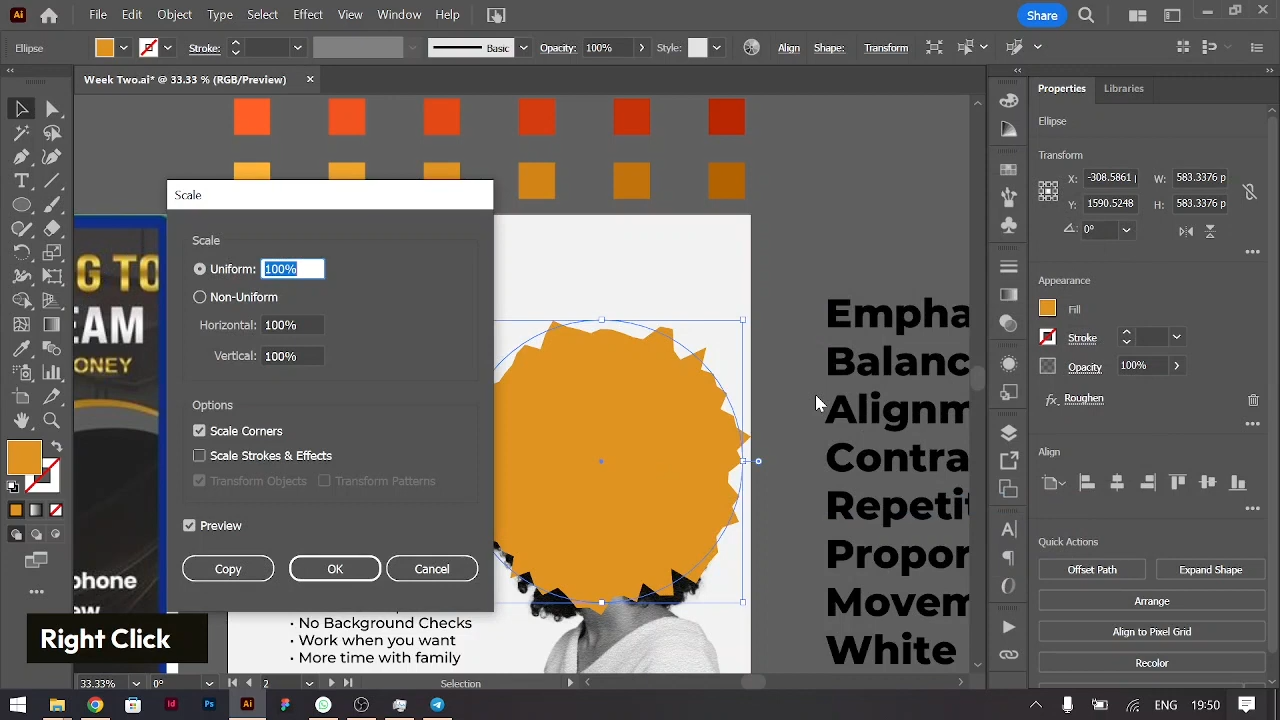 Ai
Object Type Select Effect View Window Help
Share
Ellipse
Stroke:
Basic
Opacity: 100%
Style:
Align
Shape:
Transform
Week Two.ai* @ 33.33 % (RGB/Preview)
Properties
Libraries
Ellipse
Transform
X: -308.5861 p
W: 583.3376 p
Y: 1590.5248
H: 583.3376 p
0°
Appearance
Fill
Stroke
Opacity 100%
fx Roughen
Align
Quick Actions
Offset Path
Expand Shape
Arrange
Align to Pixel Grid
Recolor
Scale
Scale
Uniform: 100%
Non-Uniform
Horizontal: 100%
Vertical: 100%
Options
Scale Corners
Scale Strokes & Effects
Transform Objects
Transform Patterns
Preview
Copy
OK
Cancel
G TO
EAM
ONEY
phone
ew
• No Background Checks
• Work when you want
• More time with family
Empha
Balanc
Alignm
Contra
Repetit
Propor
Movem
White
Right Click
33.33%
0°
2
Selection
Id
Ps
Ai
ENG
19:50